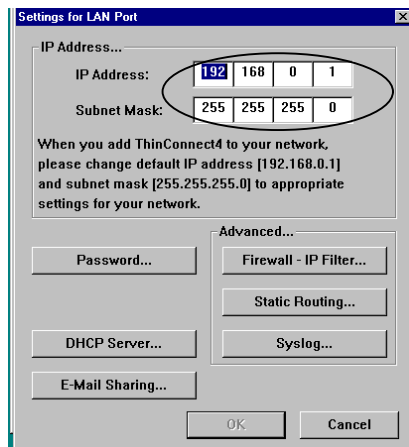 Settings for LAN Port
IP Address...
IP Address: 192 168 0 1
Subnet Mask: 255 255 255 0
When you add ThinConnect4 to your network,
please change default IP address [192.168.0.1]
and subnet mask [255.255.255.0] to appropriate
settings for your network.
Advanced...
Password... Firewall - IP Filter...
Static Routing...
DHCP Server... Syslog...
E-Mail Sharing...
OK Cancel